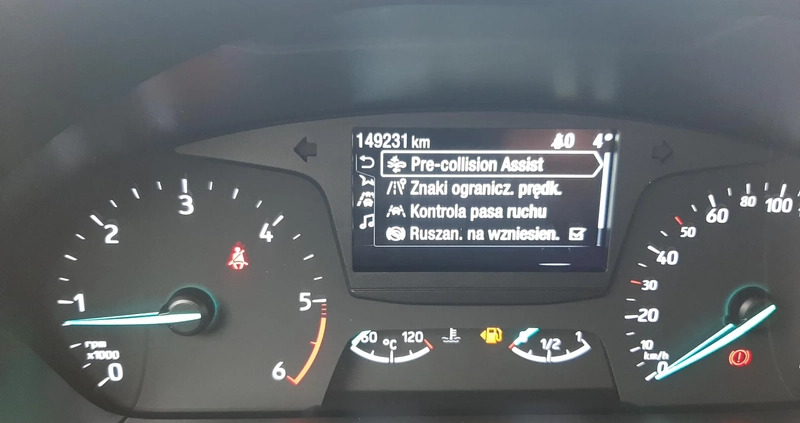 149231 km 40 4°
Pre-collision Assist
Znaki ogranicz. prędk.
Kontrola pasa ruchu
Ruszan. na wzniesien.
0 1 2 3 4 5 6
rpm
x1000
60 °C 120
1/2 1
0 10 20 30 40 50 60 80 100
km/h